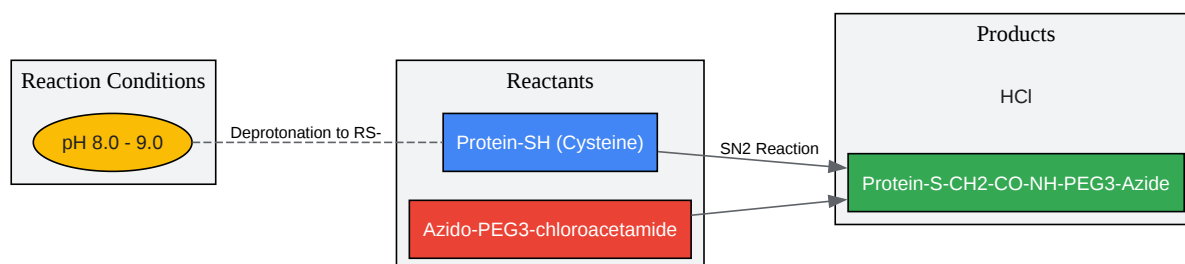 Reaction Conditions
pH 8.0 - 9.0
Deprotonation to RS-
Reactants
Protein-SH (Cysteine)
Azido-PEG3-chloroacetamide
SN2 Reaction
Products
HCl
Protein-S-CH2-CO-NH-PEG3-Azide